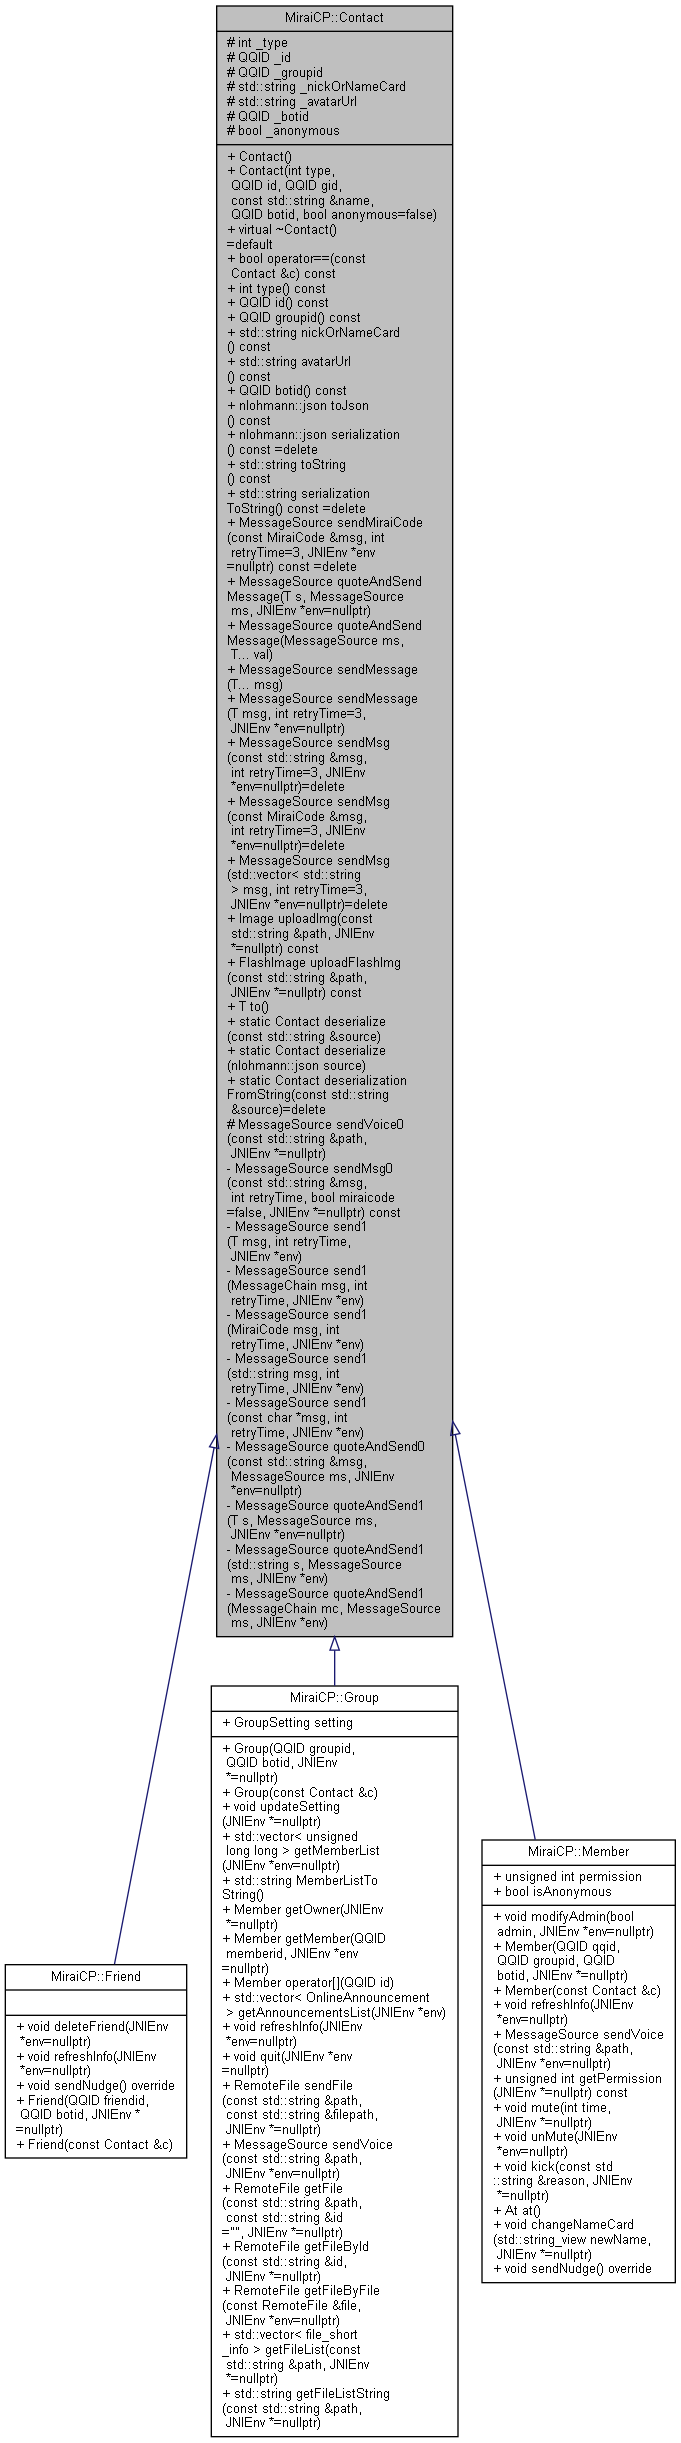 MiraiCP::Contact
# int _type
# QQID _id
# QQID _groupid
# std::string _nickOrNameCard
# std::string _avatarUrl
# QQID _botid
# bool _anonymous
+ Contact()
+ Contact(int type,
QQID id, QQID gid,
const std::string &name,
QQID botid, bool anonymous=false)
+ virtual ~Contact()
=default
+ bool operator==(const
Contact &c) const
+ int type() const
+ QQID id() const
+ QQID groupid() const
+ std::string nickOrNameCard
() const
+ std::string avatarUrl
() const
+ QQID botid() const
+ nlohmann::json toJson
() const
+ nlohmann::json serialization
() const =delete
+ std::string toString
() const
+ std::string serialization
ToString() const =delete
+ MessageSource sendMiraiCode
(const MiraiCode &msg, int
retryTime=3, JNIEnv *env
=nullptr) const =delete
+ MessageSource quoteAndSend
Message(T s, MessageSource
ms, JNIEnv *env=nullptr)
+ MessageSource quoteAndSend
Message(MessageSource ms,
T... val)
+ MessageSource sendMessage
(T... msg)
+ MessageSource sendMessage
(T msg, int retryTime=3,
JNIEnv *env=nullptr)
+ MessageSource sendMsg
(const std::string &msg,
int retryTime=3, JNIEnv
*env=nullptr)=delete
+ MessageSource sendMsg
(const MiraiCode &msg,
int retryTime=3, JNIEnv
*env=nullptr)=delete
+ MessageSource sendMsg
(std::vector< std::string
> msg, int retryTime=3,
JNIEnv *env=nullptr)=delete
+ Image uploadImg(const
std::string &path, JNIEnv
*=nullptr) const
+ FlashImage uploadFlashImg
(const std::string &path,
JNIEnv *=nullptr) const
+ T to()
+ static Contact deserialize
(const std::string &source)
+ static Contact deserialize
(nlohmann::json source)
+ static Contact deserialization
FromString(const std::string
&source)=delete
# MessageSource sendVoice0
(const std::string &path,
JNIEnv *=nullptr)
- MessageSource sendMsg0
(const std::string &msg,
int retryTime, bool miraicode
=false, JNIEnv *=nullptr) const
- MessageSource send1
(T msg, int retryTime,
JNIEnv *env)
- MessageSource send1
(MessageChain msg, int
retryTime, JNIEnv *env)
- MessageSource send1
(MiraiCode msg, int
retryTime, JNIEnv *env)
- MessageSource send1
(std::string msg, int
retryTime, JNIEnv *env)
- MessageSource send1
(const char *msg, int
retryTime, JNIEnv *env)
- MessageSource quoteAndSend0
(const std::string &msg,
MessageSource ms, JNIEnv
*env=nullptr)
- MessageSource quoteAndSend1
(T s, MessageSource ms,
JNIEnv *env=nullptr)
- MessageSource quoteAndSend1
(std::string s, MessageSource
ms, JNIEnv *env)
- MessageSource quoteAndSend1
(MessageChain mc, MessageSource
ms, JNIEnv *env)
MiraiCP::Friend
+ void deleteFriend(JNIEnv
*env=nullptr)
+ void refreshInfo(JNIEnv
*env=nullptr)
+ void sendNudge() override
+ Friend(QQID friendid,
QQID botid, JNIEnv *
=nullptr)
+ Friend(const Contact &c)
MiraiCP::Group
+ GroupSetting setting
+ Group(QQID groupid,
QQID botid, JNIEnv
*=nullptr)
+ Group(const Contact &c)
+ void updateSetting
(JNIEnv *=nullptr)
+ std::vector< unsigned
long long > getMemberList
(JNIEnv *env=nullptr)
+ std::string MemberListTo
String()
+ Member getOwner(JNIEnv
*=nullptr)
+ Member getMember(QQID
memberid, JNIEnv *env
=nullptr)
+ Member operator[](QQID id)
+ std::vector< OnlineAnnouncement
> getAnnouncementsList(JNIEnv *env)
+ void refreshInfo(JNIEnv
*env=nullptr)
+ void quit(JNIEnv *env
=nullptr)
+ RemoteFile sendFile
(const std::string &path,
const std::string &filepath,
JNIEnv *=nullptr)
+ MessageSource sendVoice
(const std::string &path,
JNIEnv *env=nullptr)
+ RemoteFile getFile
(const std::string &path,
const std::string &id
="", JNIEnv *=nullptr)
+ RemoteFile getFileById
(const std::string &id,
JNIEnv *=nullptr)
+ RemoteFile getFileByFile
(const RemoteFile &file,
JNIEnv *env=nullptr)
+ std::vector< file_short
_info > getFileList(const
std::string &path, JNIEnv
*=nullptr)
+ std::string getFileListString
(const std::string &path,
JNIEnv *=nullptr)
MiraiCP::Member
+ unsigned int permission
+ bool isAnonymous
+ void modifyAdmin(bool
admin, JNIEnv *env=nullptr)
+ Member(QQID qqid,
QQID groupid, QQID
botid, JNIEnv *=nullptr)
+ Member(const Contact &c)
+ void refreshInfo(JNIEnv
*env=nullptr)
+ MessageSource sendVoice
(const std::string &path,
JNIEnv *env=nullptr)
+ unsigned int getPermission
(JNIEnv *=nullptr) const
+ void mute(int time,
JNIEnv *=nullptr)
+ void unMute(JNIEnv
*env=nullptr)
+ void kick(const std
::string &reason, JNIEnv
*=nullptr)
+ At at()
+ void changeNameCard
(std::string_view newName,
JNIEnv *=nullptr)
+ void sendNudge() override